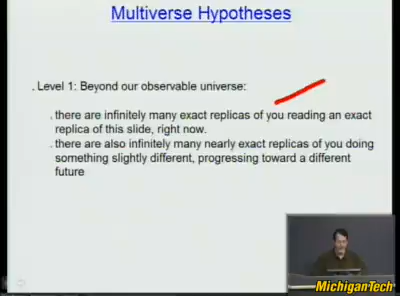 Multiverse Hypotheses
. Level 1: Beyond our observable universe:
. there are infinitely many exact replicas of you reading an exact
replica of this slide, right now.
. there are also infinitely many nearly exact replicas of you doing
something slightly different, progressing toward a different
future
MichiganTech